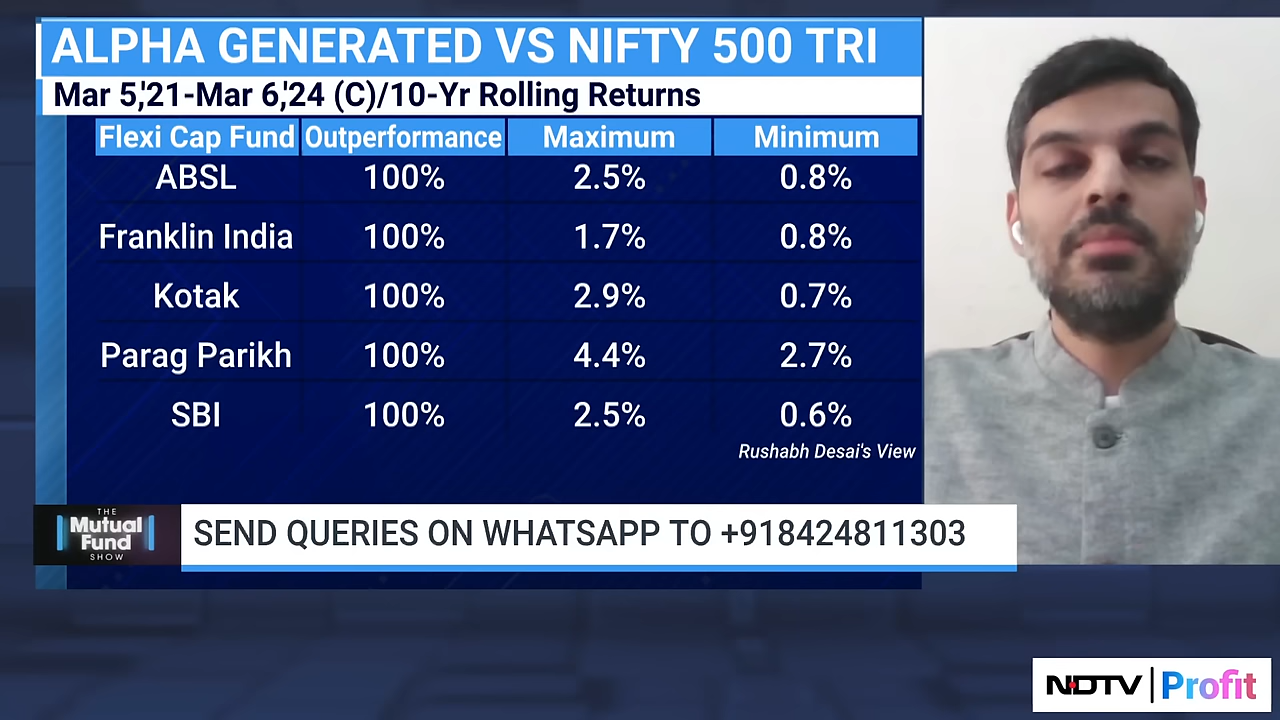 ALPHA GENERATED VS NIFTY 500 TRI
Mar 5,'21-Mar 6,'24 (C)/10-Yr Rolling Returns
Flexi Cap Fund Outperformance Maximum Minimum
ABSL 100% 2.5% 0.8%
Franklin India 100% 1.7% 0.8%
Kotak 100% 2.9% 0.7%
Parag Parikh 100% 4.4% 2.7%
SBI 100% 2.5% 0.6%
Rushabh Desai's View
THE
Mutual
Fund
SHOW
SEND QUERIES ON WHATSAPP TO +918424811303
NDTV Profit